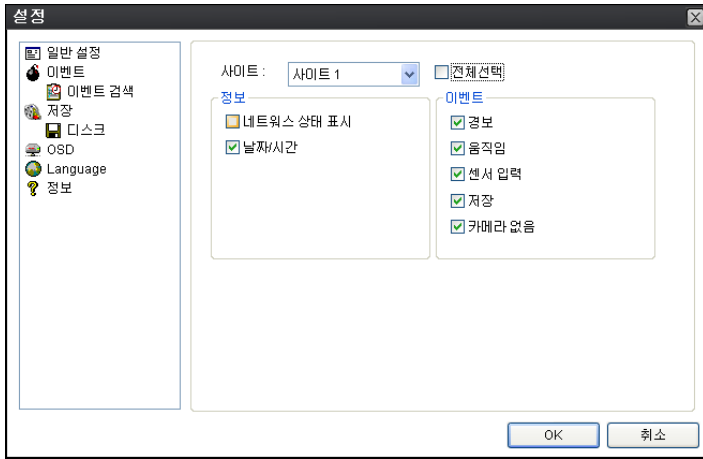 설정
일반 설정
이벤트
이벤트 검색
저장
디스크
OSD
Language
정보
사이트 : 사이트 1 전체선택
정보
네트워스 상태 표시
날짜/시간
이벤트
경보
움직임
센서 입력
저장
카메라 없음
OK 취소